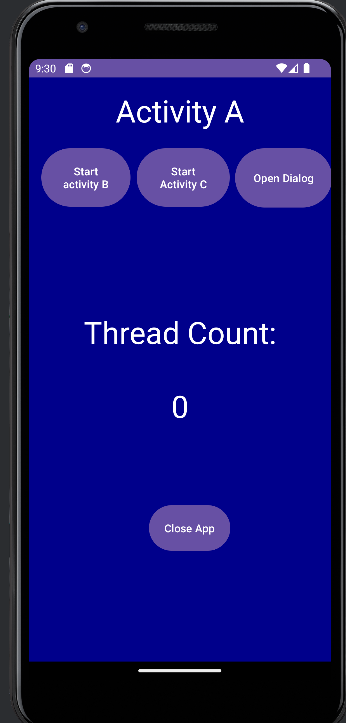 9:30
Activity A
Start
activity B
Start
Activity C
Open Dialog
Thread Count:
0
Close App